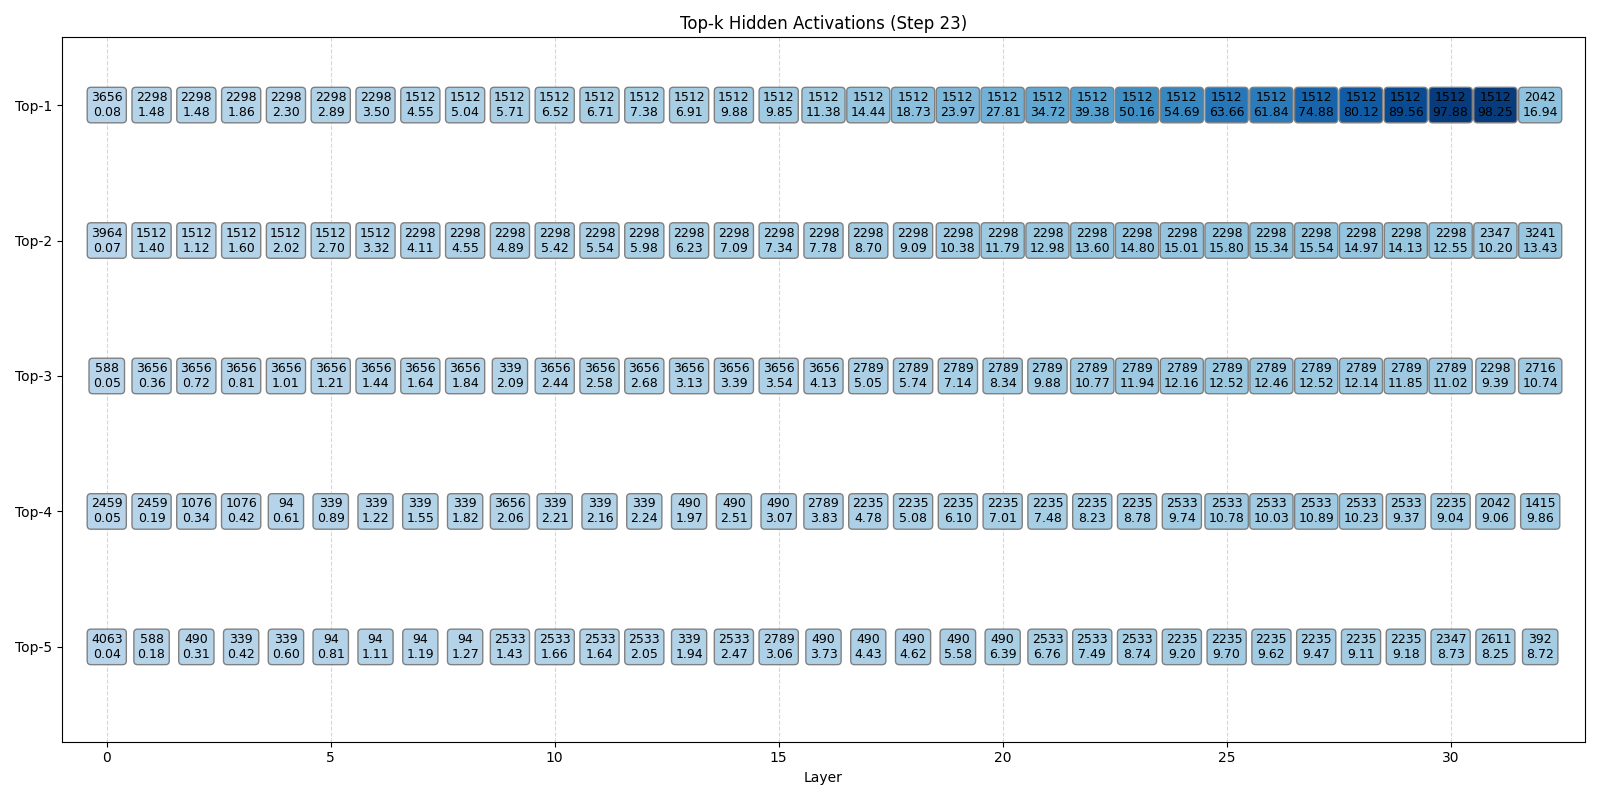 Top-k Hidden Activations (Step 23)
Top-1
3656 2298 2298 2298 2298 2298 2298 1512 1512 1512 1512 1512 1512 1512 1512 1512 1512 1512 1512 1512 1512 1512 1512 1512 1512 1512 1512 1512 1512 1512 1512 1512 2042
0.08 1.48 1.48 1.86 2.30 2.89 3.50 4.55 5.04 5.71 6.52 6.71 7.38 6.91 9.88 9.85 11.38 14.44 18.73 23.97 27.81 34.72 39.38 50.16 54.69 63.66 61.84 74.88 80.12 89.56 97.88 98.25 16.94
Top-2
3964 1512 1512 1512 1512 1512 1512 2298 2298 2298 2298 2298 2298 2298 2298 2298 2298 2298 2298 2298 2298 2298 2298 2298 2298 2298 2298 2298 2298 2298 2298 2347 3241
0.07 1.40 1.12 1.60 2.02 2.70 3.32 4.11 4.55 4.89 5.42 5.54 5.98 6.23 7.09 7.34 7.78 8.70 9.09 10.38 11.79 12.98 13.60 14.80 15.01 15.80 15.34 15.54 14.97 14.13 12.55 10.20 13.43
Top-3
588 3656 3656 3656 3656 3656 3656 3656 3656 339 3656 3656 3656 3656 3656 3656 3656 2789 2789 2789 2789 2789 2789 2789 2789 2789 2789 2789 2789 2789 2789 2298 2716
0.05 0.36 0.72 0.81 1.01 1.21 1.44 1.64 1.84 2.09 2.44 2.58 2.68 3.13 3.39 3.54 4.13 5.05 5.74 7.14 8.34 9.88 10.77 11.94 12.16 12.52 12.46 12.52 12.14 11.85 11.02 9.39 10.74
Top-4
2459 2459 1076 1076 94 339 339 339 339 3656 339 339 339 490 490 490 2789 2235 2235 2235 2235 2235 2235 2235 2533 2533 2533 2533 2533 2533 2235 2042 1415
0.05 0.19 0.34 0.42 0.61 0.89 1.22 1.55 1.82 2.06 2.21 2.16 2.24 1.97 2.51 3.07 3.83 4.78 5.08 6.10 7.01 7.48 8.23 8.78 9.74 10.78 10.03 10.89 10.23 9.37 9.04 9.06 9.86
Top-5
4063 588 490 339 339 94 94 94 94 2533 2533 2533 2533 339 2533 2789 490 490 490 490 490 2533 2533 2533 2235 2235 2235 2235 2235 2235 2347 2611 392
0.04 0.18 0.31 0.42 0.60 0.81 1.11 1.19 1.27 1.43 1.66 1.64 2.05 1.94 2.47 3.06 3.73 4.43 4.62 5.58 6.39 6.76 7.49 8.74 9.20 9.70 9.62 9.47 9.11 9.18 8.73 8.25 8.72
0 5 10 15 20 25 30
Layer